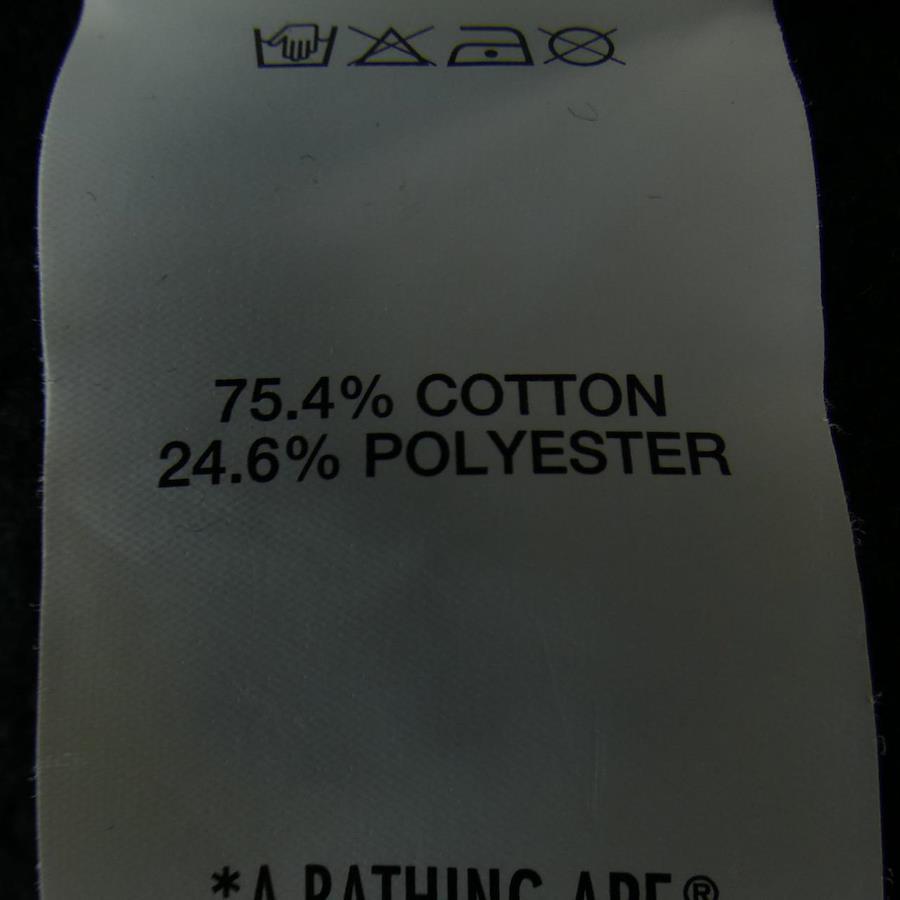 75.4% COTTON
24.6% POLYESTER
*A BATHING APE®